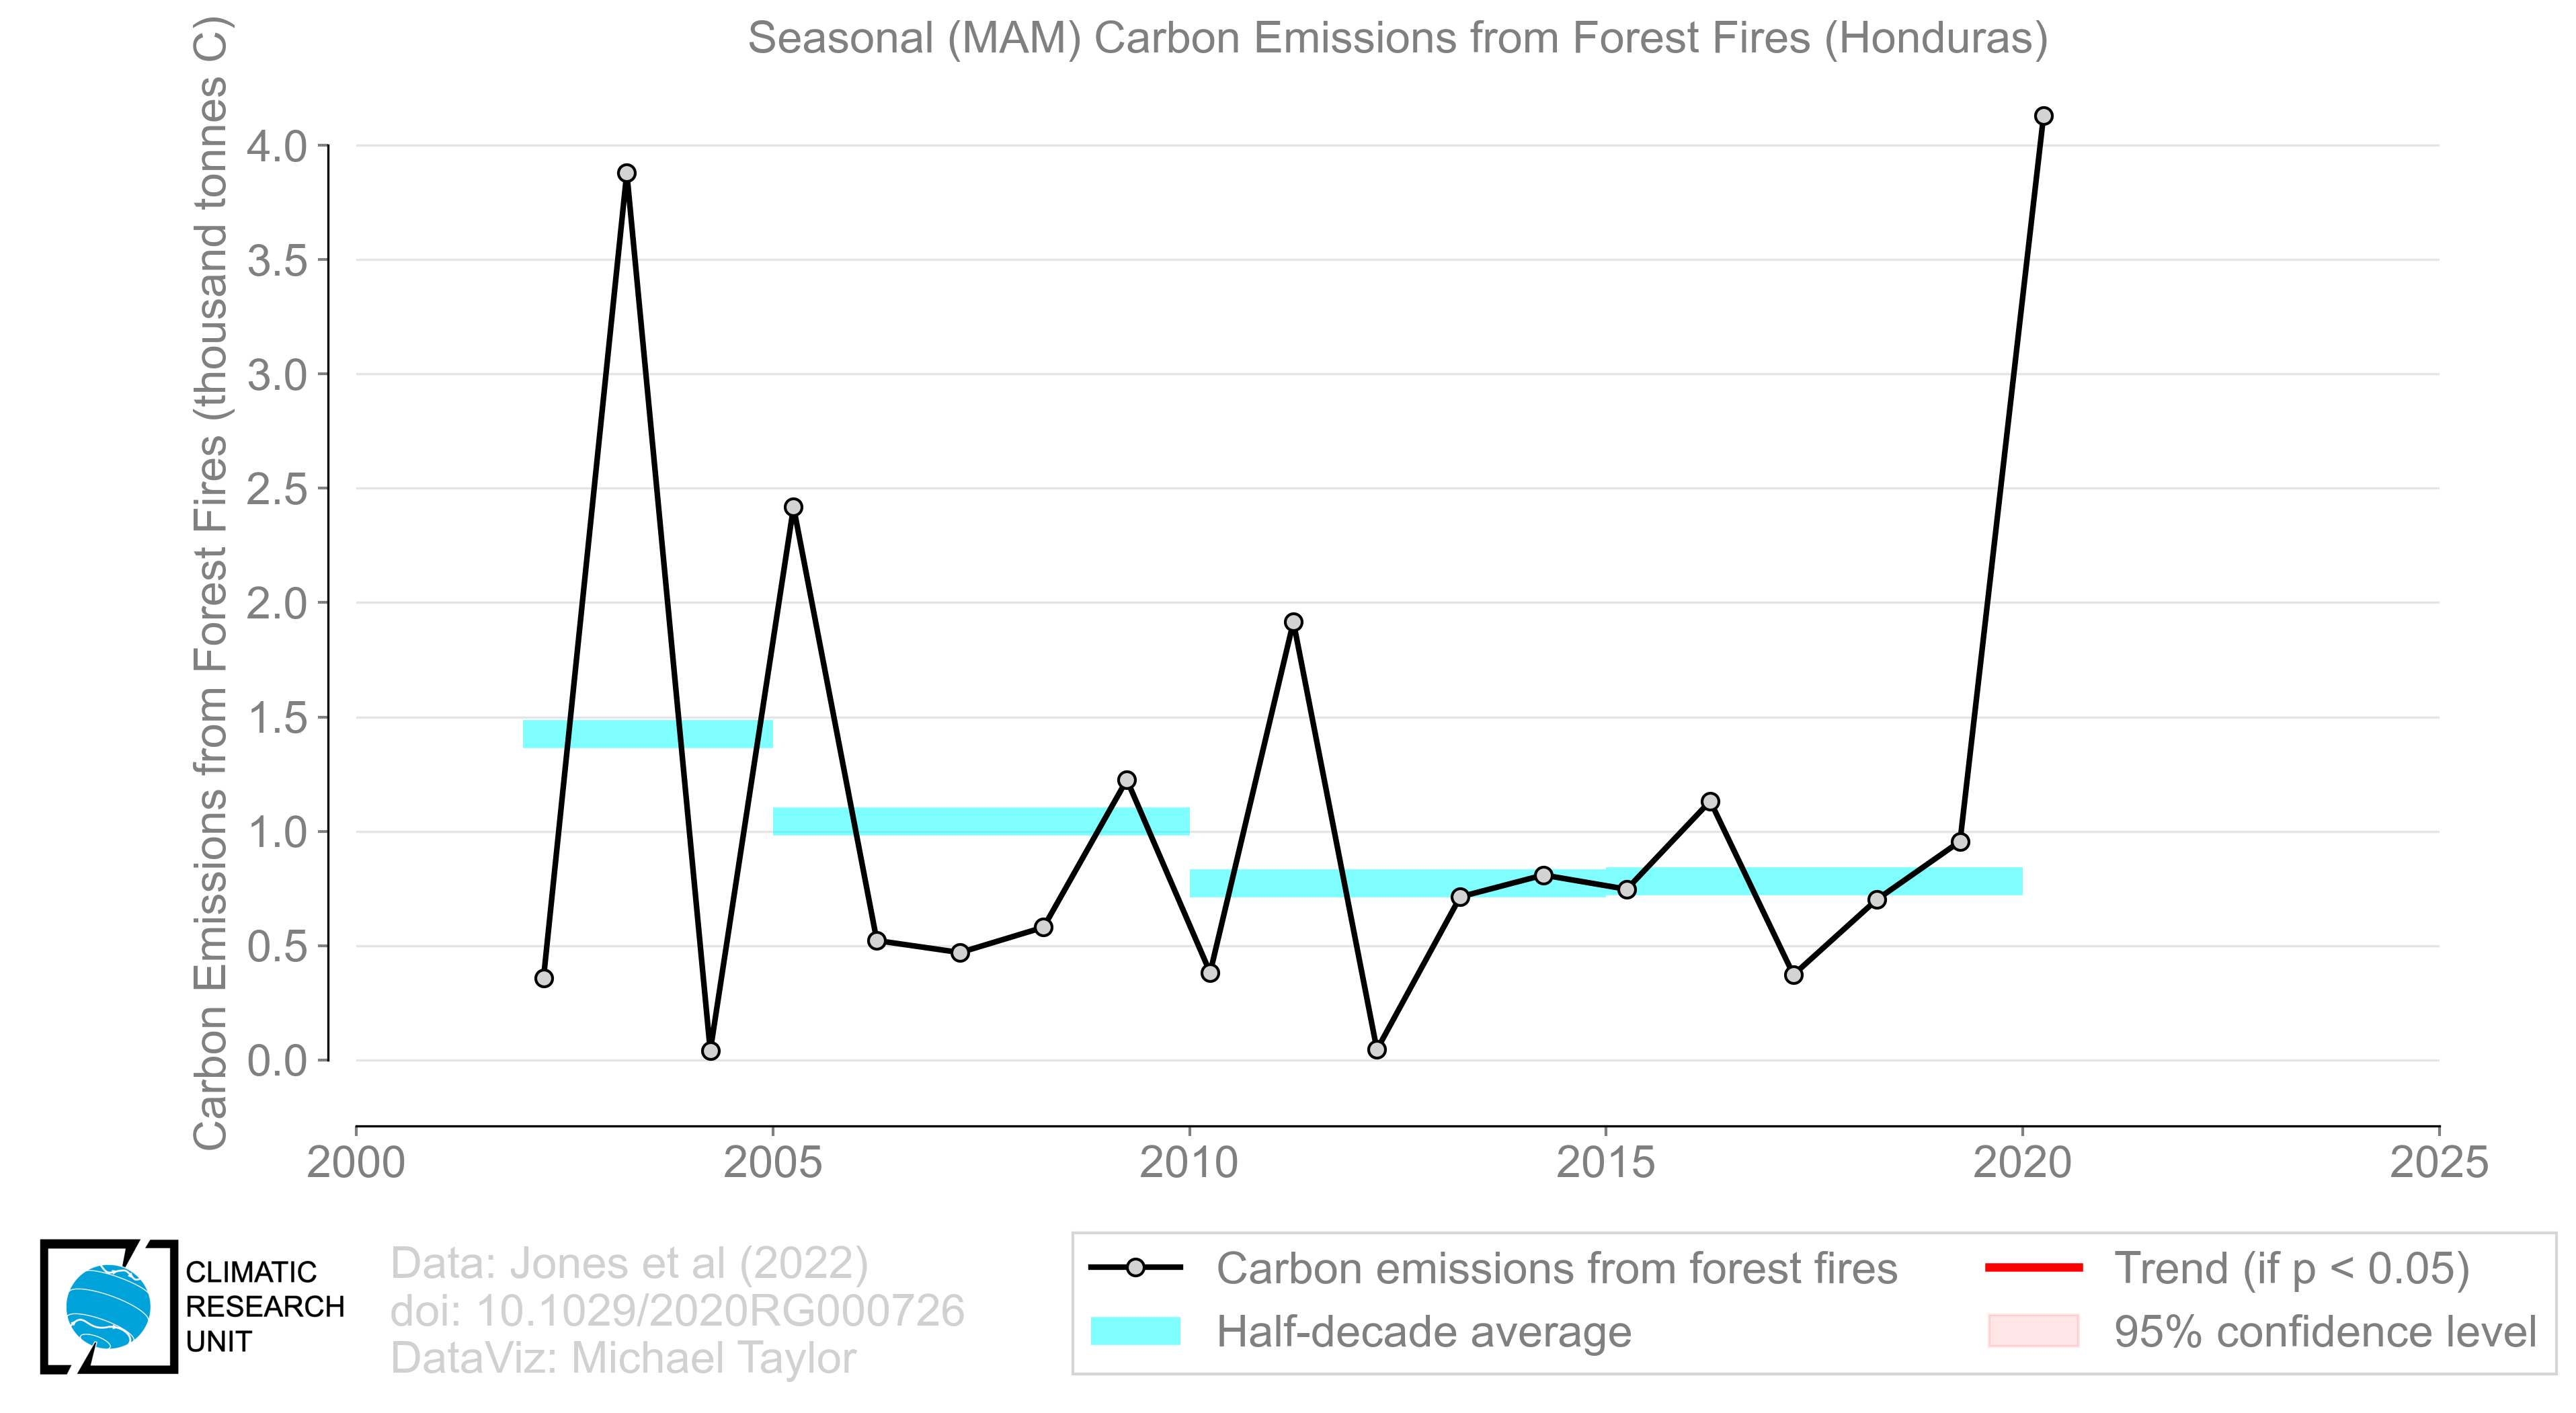 Seasonal (MAM) Carbon Emissions from Forest Fires (Honduras)
Carbon Emissions from Forest Fires (thousand tonnes C)
4.0
3.5
3.0
2.5
2.0
1.5
1.0
0.5
0.0
2000 2005 2010 2015 2020 2025
CLIMATIC
RESEARCH
UNIT
Data: Jones et al (2022)
doi: 10.1029/2020RG000726
DataViz: Michael Taylor
Carbon emissions from forest fires
Half-decade average
Trend (if p < 0.05)
95% confidence level